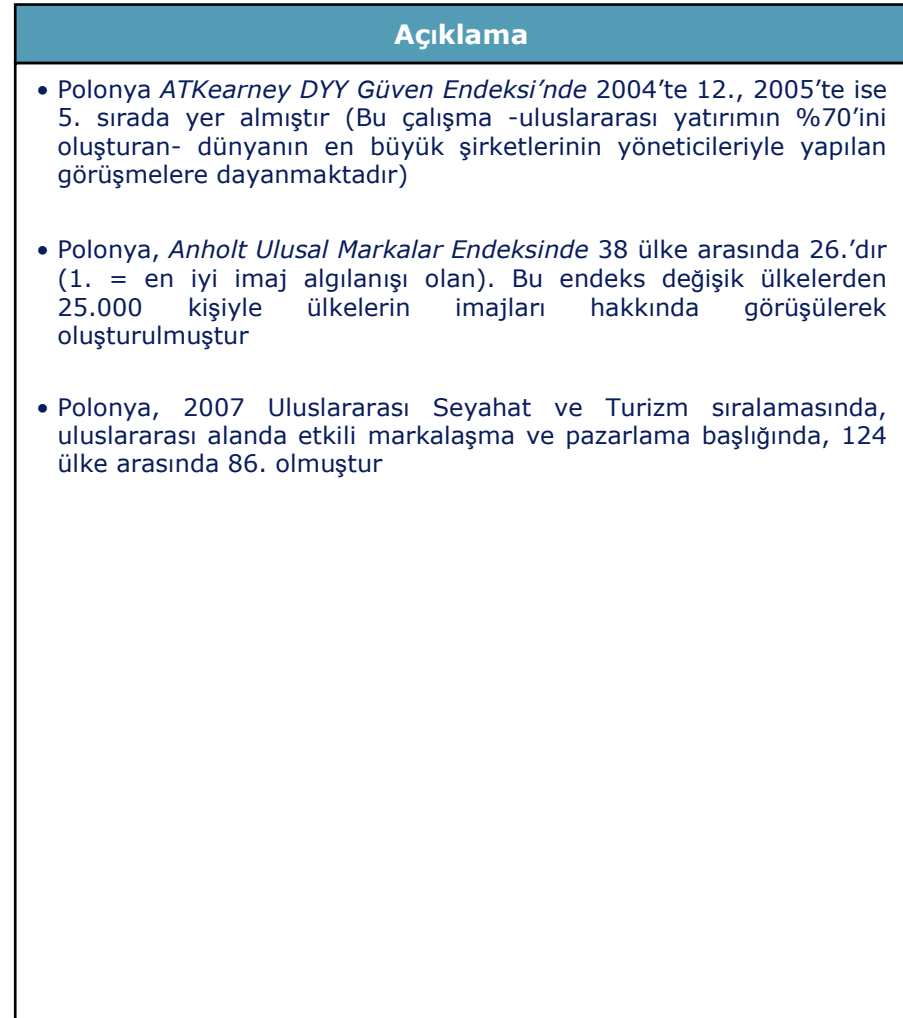 Açıklama
• Polonya ATKearney DYY Güven Endeksi’nde 2004’te 12., 2005’te ise
5. sırada yer almıştır (Bu çalışma -uluslararası yatırımın %70’ini
oluşturan- dünyanın en büyük şirketlerinin yöneticileriyle yapılan
görüşmelere dayanmaktadır)
• Polonya, Anholt Ulusal Markalar Endeksinde 38 ülke arasında 26.’dır
(1. = en iyi imaj algılanışı olan). Bu endeks değişik ülkelerden
25.000 kişiyle ülkelerin imajları hakkında görüşülerek
oluşturulmuştur
• Polonya, 2007 Uluslararası Seyahat ve Turizm sıralamasında,
uluslararası alanda etkili markalaşma ve pazarlama başlığında, 124
ülke arasında 86. olmuştur